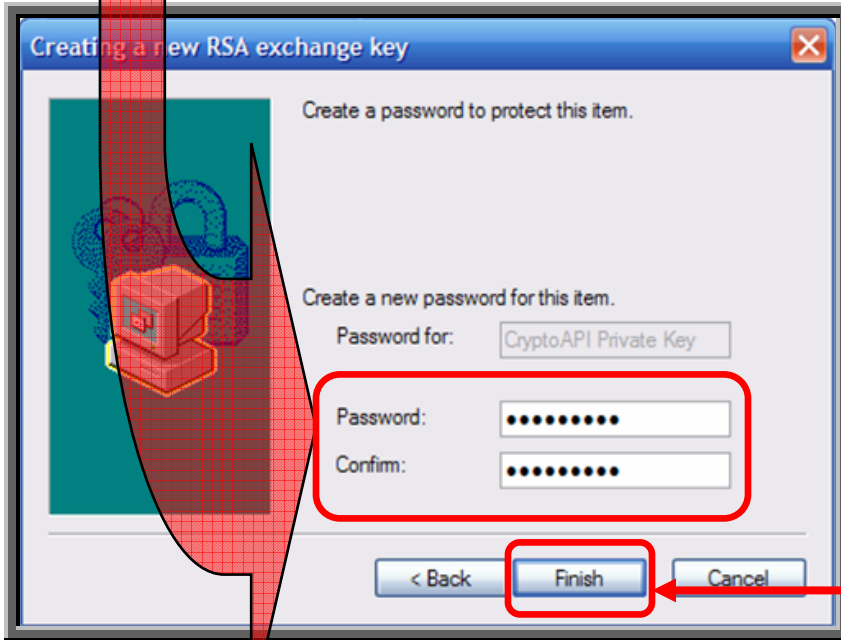 Creating a new RSA exchange key
Create a password to protect this item.
Create a new password for this item.
Password for: CryptoAPI Private Key
Password: •••••••••
Confirm: •••••••••
< Back Finish Cancel